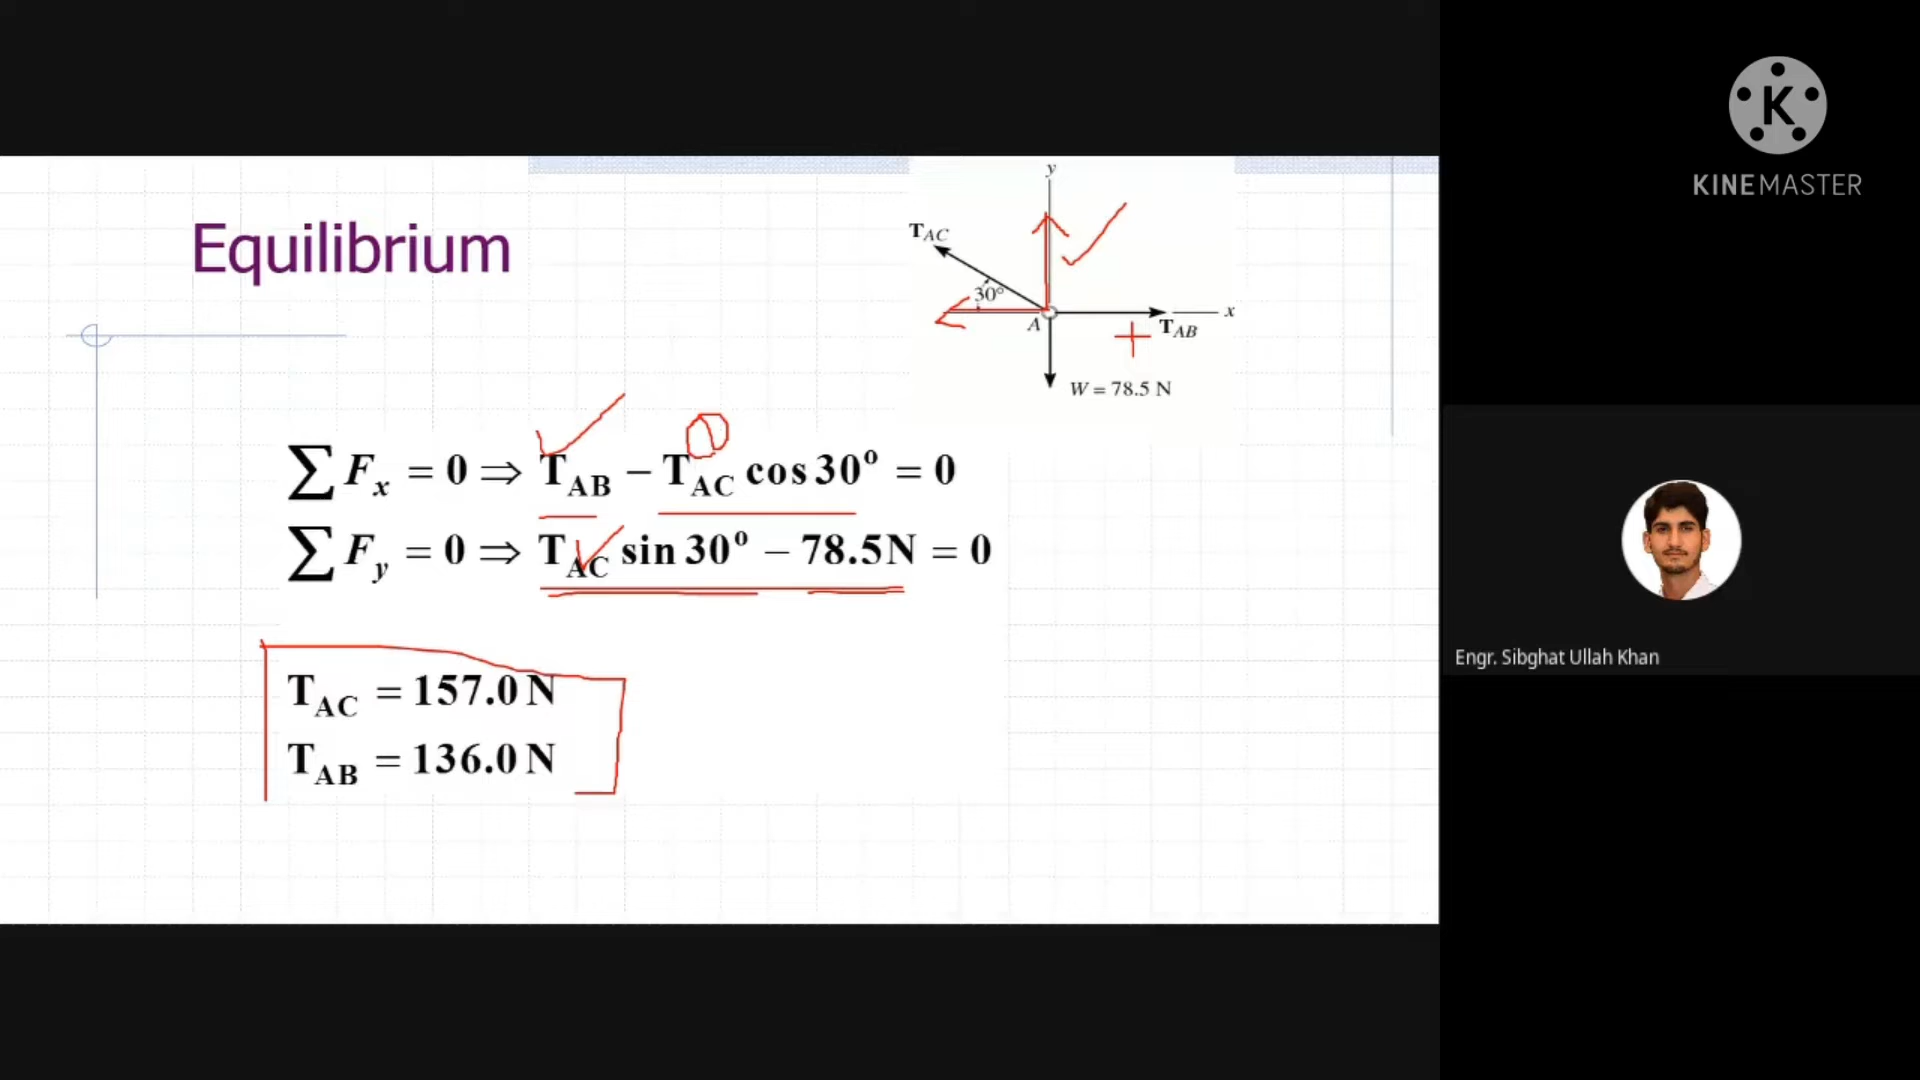 K
KINEMASTER
Equilibrium
y
T_AC
30°
A
x
T_AB
+
W = 78.5 N
∑ F_x = 0 ⇒ T_AB − T_AC cos 30° = 0
∑ F_y = 0 ⇒ T_AC sin 30° − 78.5 N = 0
T_AC = 157.0 N
T_AB = 136.0 N
Engr. Sibghat Ullah Khan